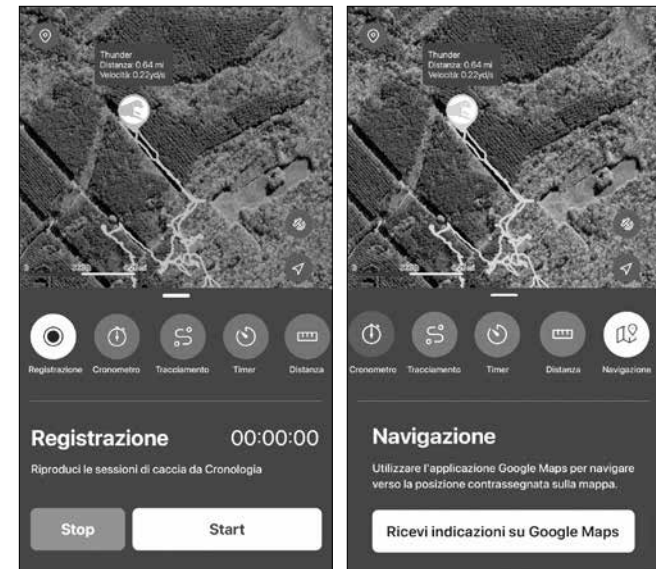 Thunder
Distanza: 0.64 mi
Velocità: 0.22yd/s
Registrazione Cronometro Tracciamento Timer Distanza
Registrazione 00:00:00
Riproduci le sessioni di caccia da Cronologia
Stop Start
Thunder
Distanza: 0.64 mi
Velocità: 0.22yd/s
Cronometro Tracciamento Timer Distanza Navigazione
Navigazione
Utilizzare l'applicazione Google Maps per navigare
verso la posizione contrassegnata sulla mappa.
Ricevi indicazioni su Google Maps